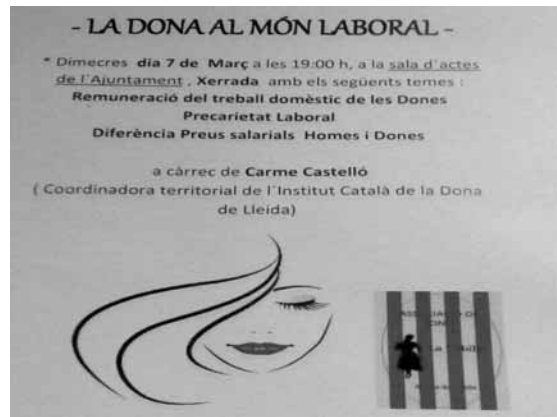 - LA DONA AL MÓN LABORAL -
* Dimecres dia 7 de Març a les 19:00 h, a la sala d´actes
de l´Ajuntament , Xerrada amb els següents temes :
Remuneració del treball domèstic de les Dones
Precarietat Laboral
Diferència Preus salarials Homes i Dones
a càrrec de Carme Castelló
( Coordinadora territorial de l´Institut Català de la Dona
de Lleida)